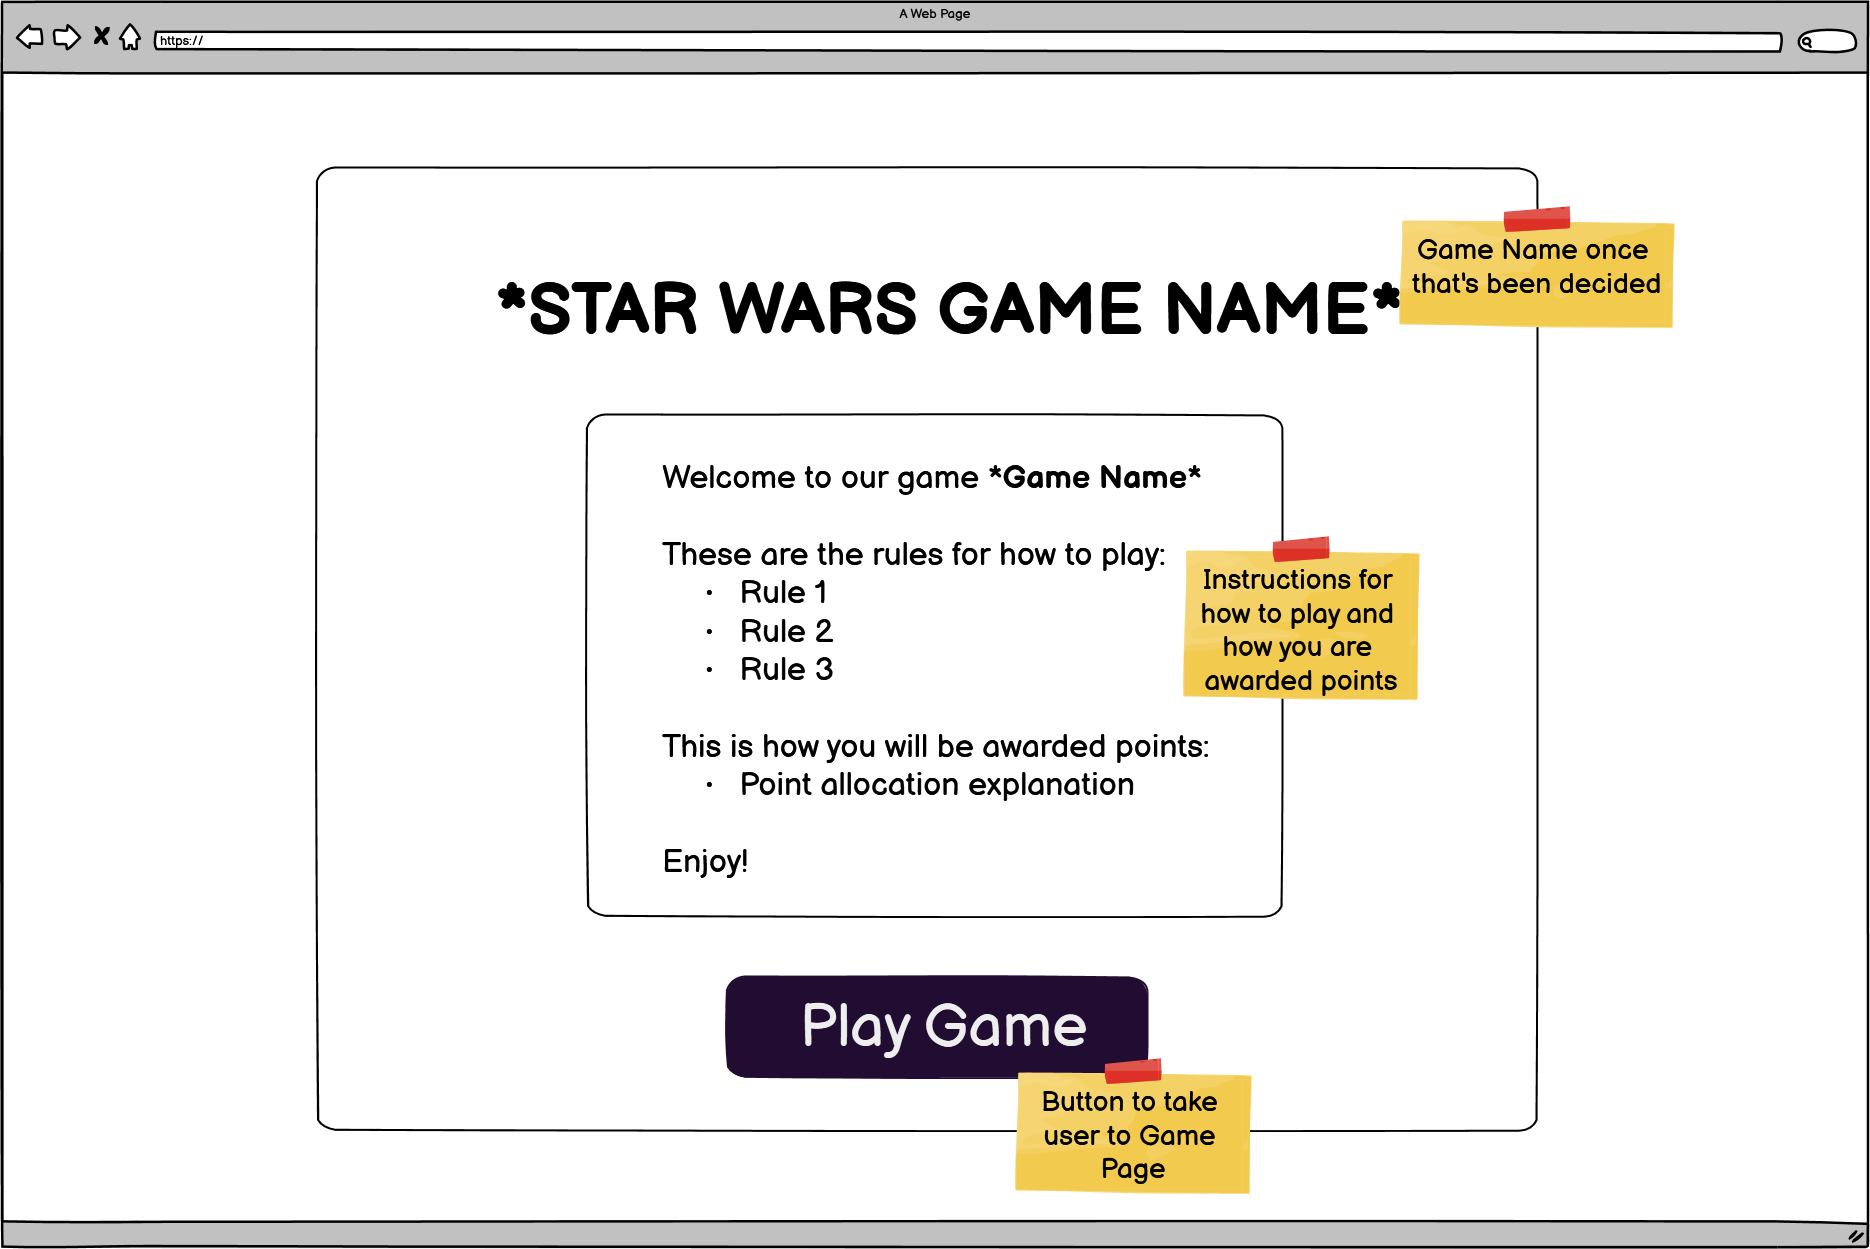 A Web Page
https://
*STAR WARS GAME NAME*
Game Name once
that's been decided
Welcome to our game *Game Name*
These are the rules for how to play:
• Rule 1
• Rule 2
• Rule 3
Instructions for
how to play and
how you are
awarded points
This is how you will be awarded points:
• Point allocation explanation
Enjoy!
Play Game
Button to take
user to Game
Page